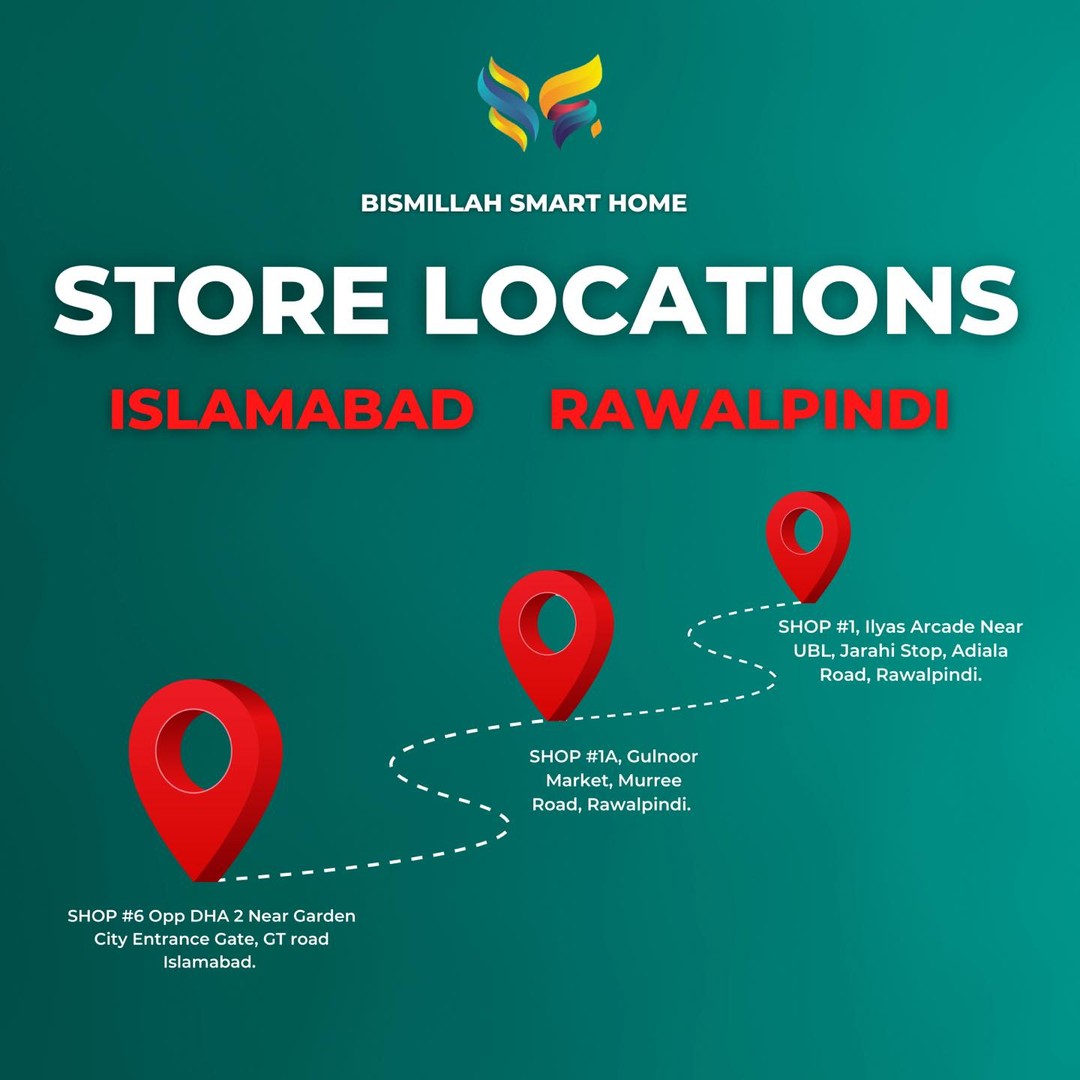 BISMILLAH SMART HOME
STORE LOCATIONS
ISLAMABAD RAWALPINDI
SHOP #1, Ilyas Arcade Near
UBL, Jarahi Stop, Adiala
Road, Rawalpindi.
SHOP #1A, Gulnoor
Market, Murree
Road, Rawalpindi.
SHOP #6 Opp DHA 2 Near Garden
City Entrance Gate, GT road
Islamabad.